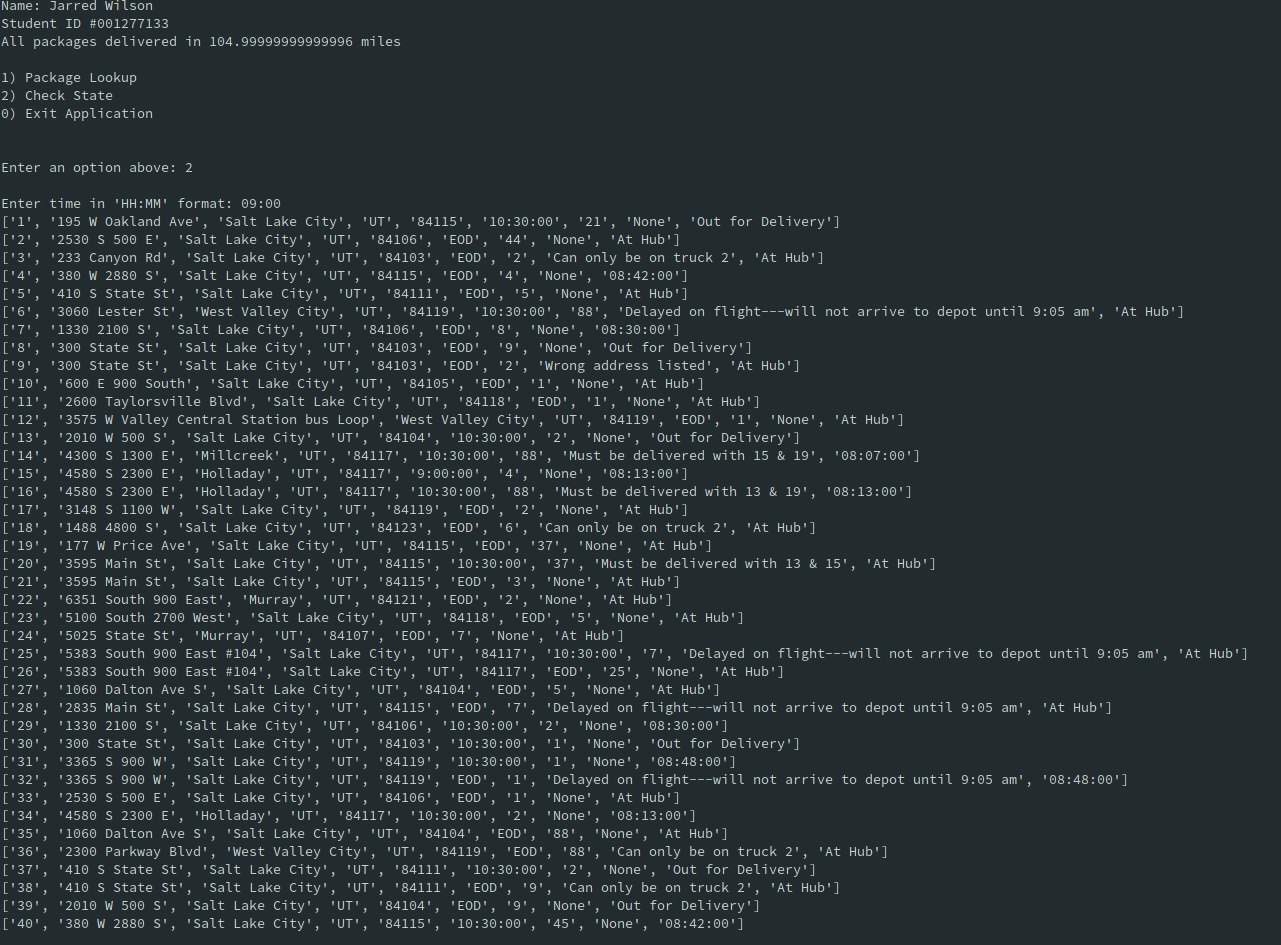 Name: Jarred Wilson
Student ID #001277133
All packages delivered in 104.99999999999996 miles
1) Package Lookup
2) Check State
0) Exit Application
Enter an option above: 2
Enter time in 'HH:MM' format: 09:00
['1', '195 W Oakland Ave', 'Salt Lake City', 'UT', '84115', '10:30:00', '21', 'None', 'Out for Delivery']
['2', '2530 S 500 E', 'Salt Lake City', 'UT', '84106', 'EOD', '44', 'None', 'At Hub']
['3', '233 Canyon Rd', 'Salt Lake City', 'UT', '84103', 'EOD', '2', 'Can only be on truck 2', 'At Hub']
['4', '380 W 2880 S', 'Salt Lake City', 'UT', '84115', 'EOD', '4', 'None', '08:42:00']
['5', '410 S State St', 'Salt Lake City', 'UT', '84111', 'EOD', '5', 'None', 'At Hub']
['6', '3060 Lester St', 'West Valley City', 'UT', '84119', '10:30:00', '88', 'Delayed on flight---will not arrive to depot until 9:05 am', 'At Hub']
['7', '1330 2100 S', 'Salt Lake City', 'UT', '84106', 'EOD', '8', 'None', '08:30:00']
['8', '300 State St', 'Salt Lake City', 'UT', '84103', 'EOD', '9', 'None', 'Out for Delivery']
['9', '300 State St', 'Salt Lake City', 'UT', '84103', 'EOD', '2', 'Wrong address listed', 'At Hub']
['10', '600 E 900 South', 'Salt Lake City', 'UT', '84105', 'EOD', '1', 'None', 'At Hub']
['11', '2600 Taylorsville Blvd', 'Salt Lake City', 'UT', '84118', 'EOD', '1', 'None', 'At Hub']
['12', '3575 W Valley Central Station bus Loop', 'West Valley City', 'UT', '84119', 'EOD', '1', 'None', 'At Hub']
['13', '2010 W 500 S', 'Salt Lake City', 'UT', '84104', '10:30:00', '2', 'None', 'Out for Delivery']
['14', '4300 S 1300 E', 'Millcreek', 'UT', '84117', '10:30:00', '88', 'Must be delivered with 15 & 19', '08:07:00']
['15', '4580 S 2300 E', 'Holladay', 'UT', '84117', '9:00:00', '4', 'None', '08:13:00']
['16', '4580 S 2300 E', 'Holladay', 'UT', '84117', '10:30:00', '88', 'Must be delivered with 13 & 19', '08:13:00']
['17', '3148 S 1100 W', 'Salt Lake City', 'UT', '84119', 'EOD', '2', 'None', 'At Hub']
['18', '1488 4800 S', 'Salt Lake City', 'UT', '84123', 'EOD', '6', 'Can only be on truck 2', 'At Hub']
['19', '177 W Price Ave', 'Salt Lake City', 'UT', '84115', 'EOD', '37', 'None', 'At Hub']
['20', '3595 Main St', 'Salt Lake City', 'UT', '84115', '10:30:00', '37', 'Must be delivered with 13 & 15', 'At Hub']
['21', '3595 Main St', 'Salt Lake City', 'UT', '84115', 'EOD', '3', 'None', 'At Hub']
['22', '6351 South 900 East', 'Murray', 'UT', '84121', 'EOD', '2', 'None', 'At Hub']
['23', '5100 South 2700 West', 'Salt Lake City', 'UT', '84118', 'EOD', '5', 'None', 'At Hub']
['24', '5025 State St', 'Murray', 'UT', '84107', 'EOD', '7', 'None', 'At Hub']
['25', '5383 South 900 East #104', 'Salt Lake City', 'UT', '84117', '10:30:00', '7', 'Delayed on flight---will not arrive to depot until 9:05 am', 'At Hub']
['26', '5383 South 900 East #104', 'Salt Lake City', 'UT', '84117', 'EOD', '25', 'None', 'At Hub']
['27', '1060 Dalton Ave S', 'Salt Lake City', 'UT', '84104', 'EOD', '5', 'None', 'At Hub']
['28', '2835 Main St', 'Salt Lake City', 'UT', '84115', 'EOD', '7', 'Delayed on flight---will not arrive to depot until 9:05 am', 'At Hub']
['29', '1330 2100 S', 'Salt Lake City', 'UT', '84106', '10:30:00', '2', 'None', '08:30:00']
['30', '300 State St', 'Salt Lake City', 'UT', '84103', '10:30:00', '1', 'None', 'Out for Delivery']
['31', '3365 S 900 W', 'Salt Lake City', 'UT', '84119', '10:30:00', '1', 'None', '08:48:00']
['32', '3365 S 900 W', 'Salt Lake City', 'UT', '84119', 'EOD', '1', 'Delayed on flight---will not arrive to depot until 9:05 am', '08:48:00']
['33', '2530 S 500 E', 'Salt Lake City', 'UT', '84106', 'EOD', '1', 'None', 'At Hub']
['34', '4580 S 2300 E', 'Holladay', 'UT', '84117', '10:30:00', '2', 'None', '08:13:00']
['35', '1060 Dalton Ave S', 'Salt Lake City', 'UT', '84104', 'EOD', '88', 'None', 'At Hub']
['36', '2300 Parkway Blvd', 'West Valley City', 'UT', '84119', 'EOD', '88', 'Can only be on truck 2', 'At Hub']
['37', '410 S State St', 'Salt Lake City', 'UT', '84111', '10:30:00', '2', 'None', 'Out for Delivery']
['38', '410 S State St', 'Salt Lake City', 'UT', '84111', 'EOD', '9', 'Can only be on truck 2', 'At Hub']
['39', '2010 W 500 S', 'Salt Lake City', 'UT', '84104', 'EOD', '9', 'None', 'Out for Delivery']
['40', '380 W 2880 S', 'Salt Lake City', 'UT', '84115', '10:30:00', '45', 'None', '08:42:00']